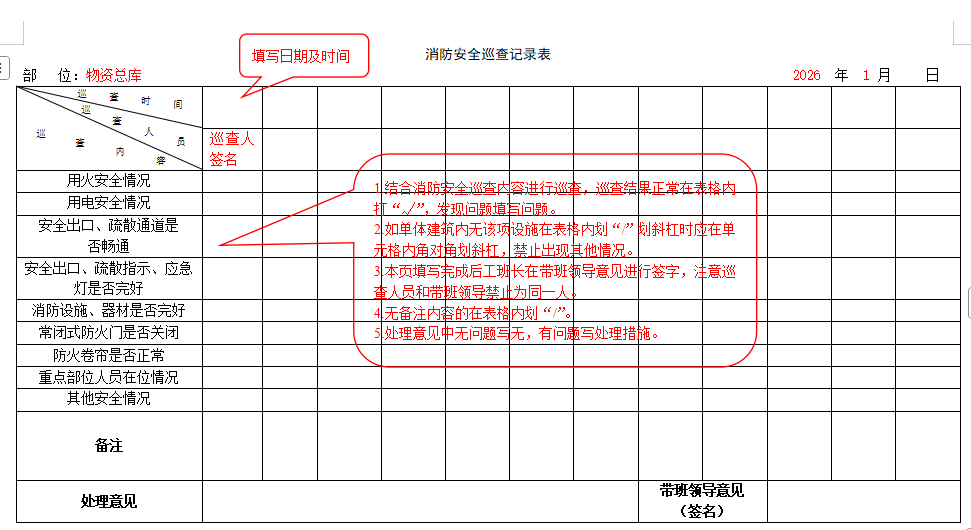 填写日期及时间
消防安全巡查记录表
部 位：物资总库
2026 年 1 月 日
巡查时间
巡查人员
巡查内容
巡查人
签名
用火安全情况
用电安全情况
安全出口、疏散通道是
否畅通
安全出口、疏散指示、应急
灯是否完好
消防设施、器材是否完好
常闭式防火门是否关闭
防火卷帘是否正常
重点部位人员在位情况
其他安全情况
1.结合消防安全巡查内容进行巡查，巡查结果正常在表格内
打“√”，发现问题填写问题。
2.如单体建筑内无该项设施在表格内划“/”划斜杠时应在单
元格内角对角划斜杠，禁止出现其他情况。
3.本页填写完成后工班长在带班领导意见进行签字，注意巡
查人员和带班领导禁止为同一人。
4.无备注内容的在表格内划“/”。
5.处理意见中无问题写无，有问题写处理措施。
备注
处理意见
带班领导意见
（签名）